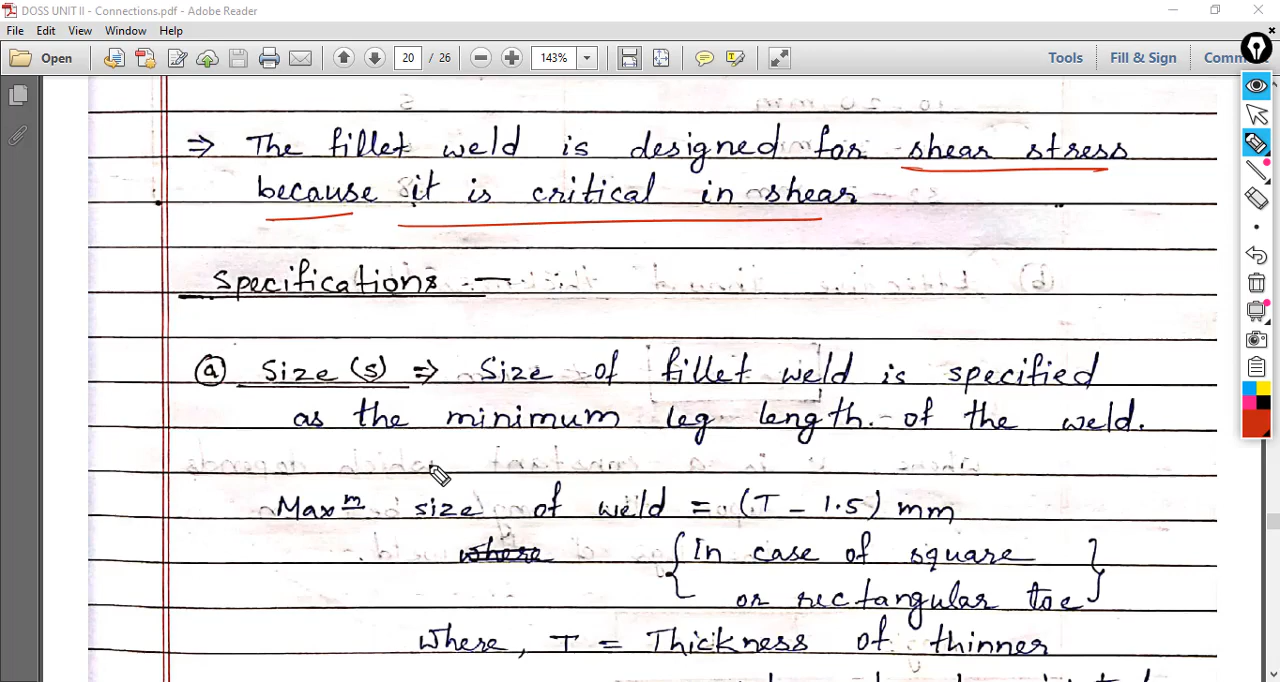 DOSS UNIT II - Connections.pdf - Adobe Reader
File Edit View Window Help
Open 20 / 26 143% Tools Fill & Sign Comm
⇒ The fillet weld is designed for shear stress
because it is critical in shear
Specifications :-
(a) Size (s) ⇒ Size of fillet weld is specified
as the minimum leg length of the weld.
Maxm size of weld = (T - 1.5) mm
where {In case of square
or rectangular toe}
Where, T = Thickness of thinner